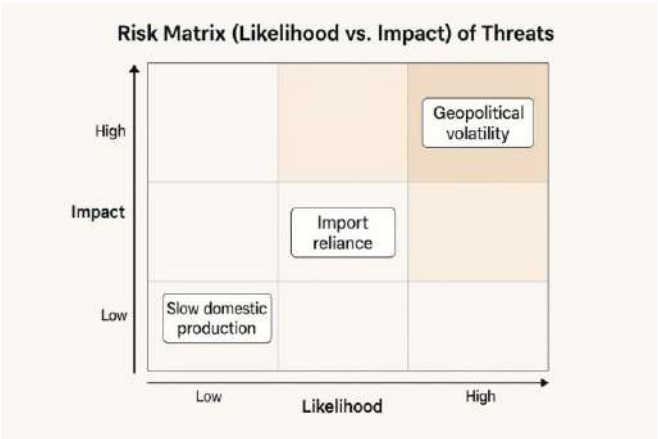 Risk Matrix (Likelihood vs. Impact) of Threats
High
Geopolitical
volatility
Impact
Import
reliance
Low
Slow domestic
production
Low
Likelihood
High